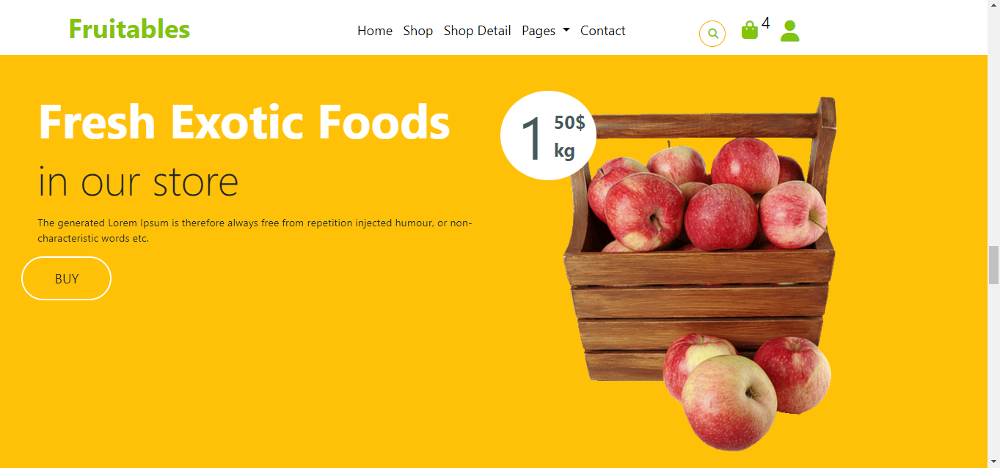 Fruitables
Home Shop Shop Detail Pages Contact
4
Fresh Exotic Foods
in our store
The generated Lorem Ipsum is therefore always free from repetition injected humour, or non-
characteristic words etc.
BUY
1
50$
kg